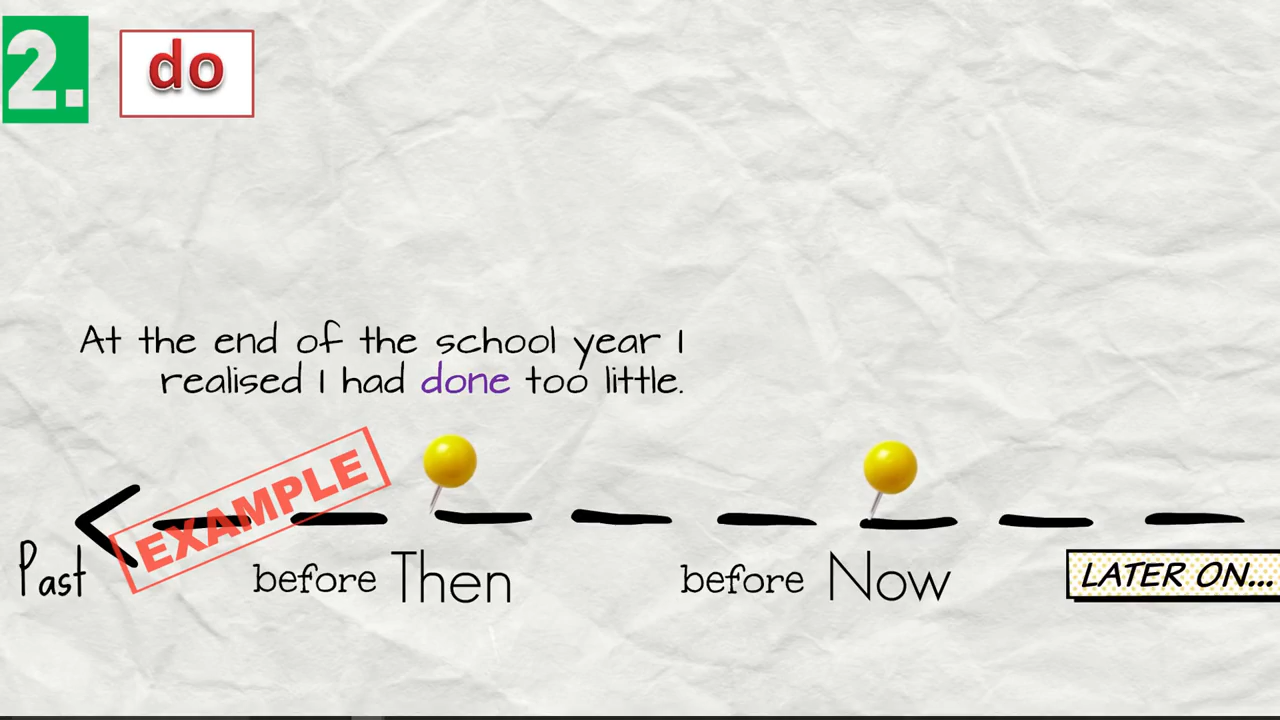 2.
do
At the end of the school year I
realised I had done too little.
EXAMPLE
Past
before Then
before Now
LATER ON...